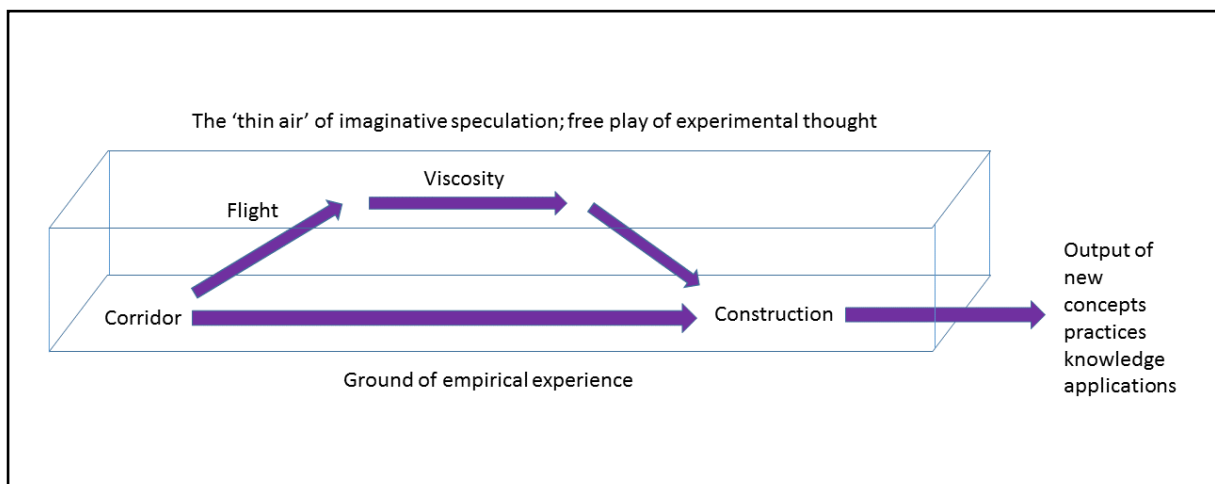 The ‘thin air’ of imaginative speculation; free play of experimental thought
Viscosity
Flight
Corridor
Construction
Output of
new
concepts
practices
knowledge
applications
Ground of empirical experience